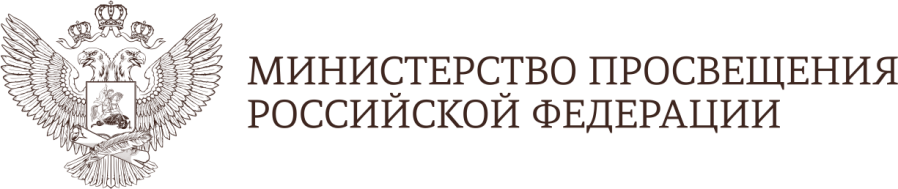 МИНИСТЕРСТВО ПРОСВЕЩЕНИЯ
РОССИЙСКОЙ ФЕДЕРАЦИИ